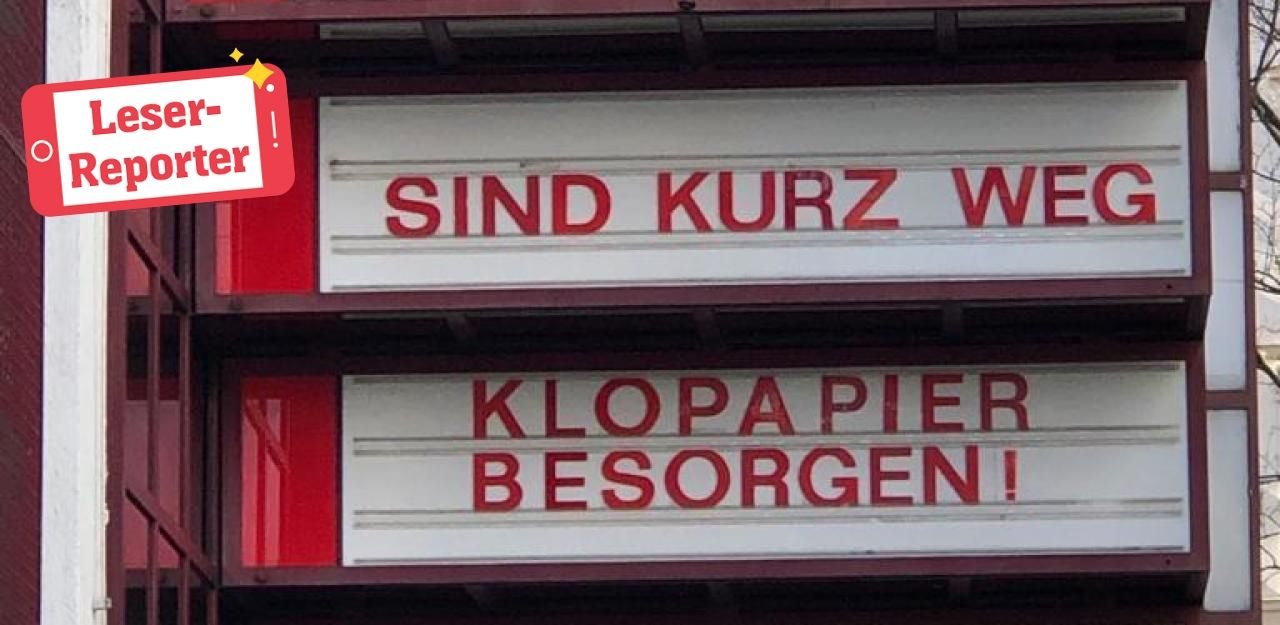 Leser-
Reporter
SIND KURZ WEG
KLOPAPIER
BESORGEN!